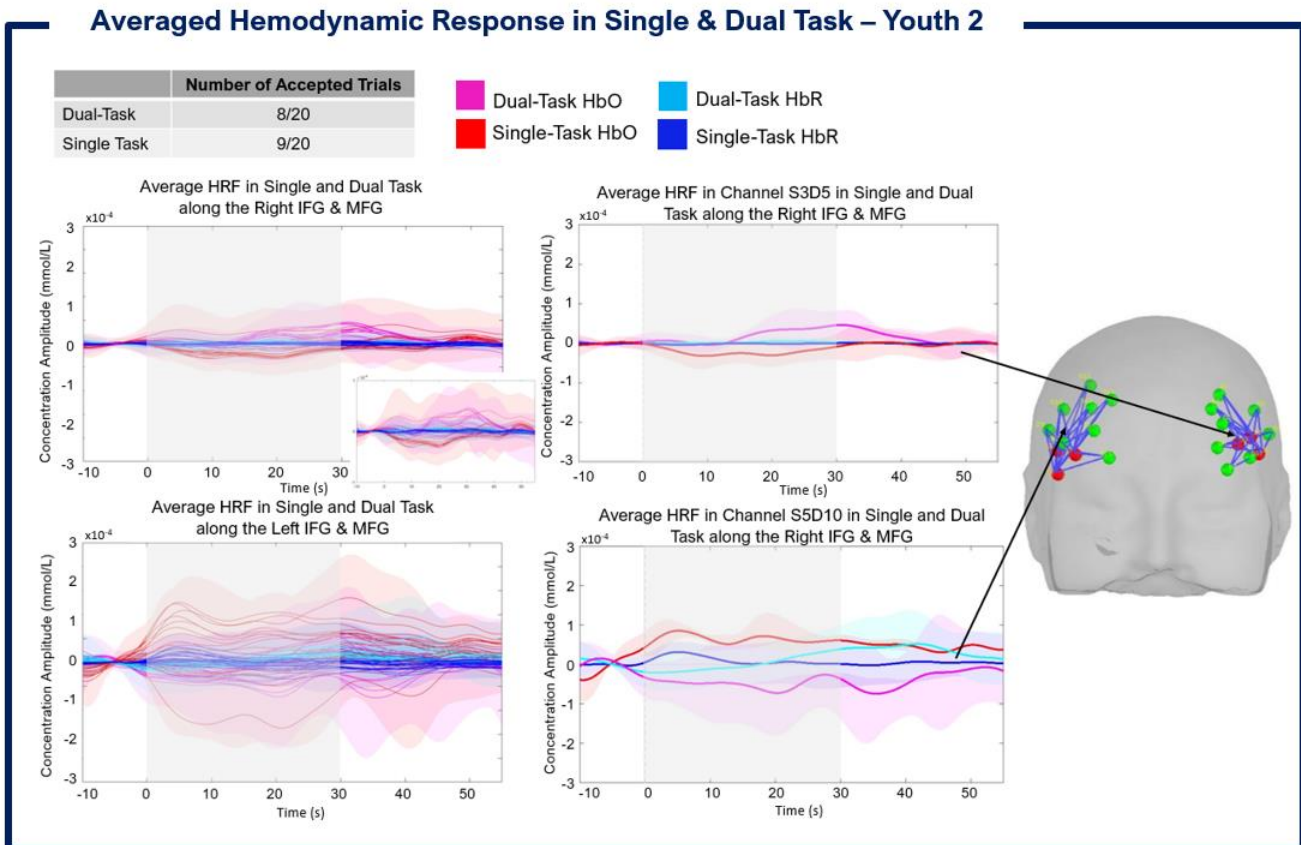 Averaged Hemodynamic Response in Single & Dual Task – Youth 2
Number of Accepted Trials
Dual-Task 8/20
Single Task 9/20
Dual-Task HbO
Dual-Task HbR
Single-Task HbO
Single-Task HbR
Average HRF in Single and Dual Task
along the Right IFG & MFG
x10-4
Concentration Amplitude (mmol/L)
3
2
1
0
-1
-2
-3
-10 0 10 20 30
Time (s)
Average HRF in Channel S3D5 in Single and Dual
Task along the Right IFG & MFG
x10-4
Concentration Amplitude (mmol/L)
3
2
1
0
-1
-2
-3
-10 0 10 20 30 40 50
Time (s)
Average HRF in Single and Dual Task
along the Left IFG & MFG
x10-4
Concentration Amplitude (mmol/L)
3
2
1
0
-1
-2
-3
-10 0 10 20 30 40 50
Time (s)
Average HRF in Channel S5D10 in Single and Dual
Task along the Right IFG & MFG
x10-4
Concentration Amplitude (mmol/L)
3
2
1
0
-1
-2
-3
-10 0 10 20 30 40 50
Time (s)